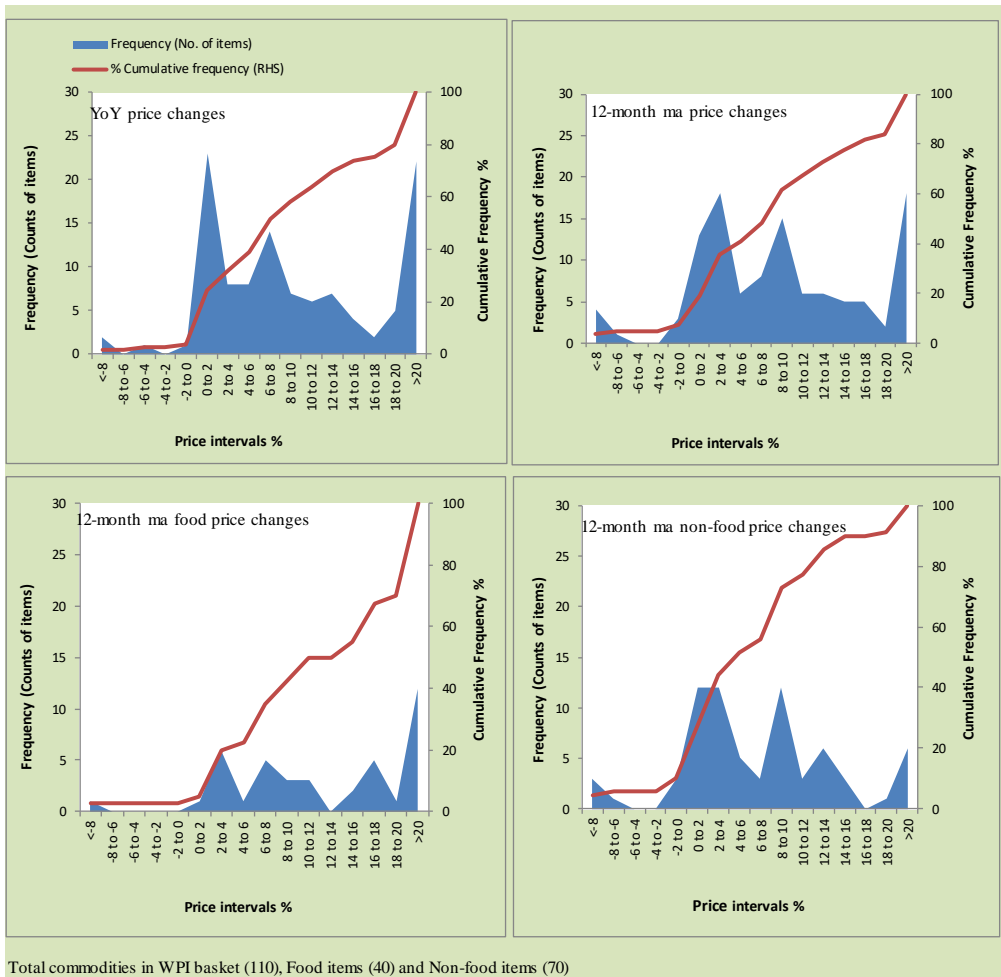 Frequency (No. of items)
% Cumulative frequency (RHS)
YoY price changes
Frequency (Counts of items)
30
25
20
15
10
5
0
100
80
60
40
20
0
Cumulative Frequency %
<-8
-8 to -6
-6 to -4
-4 to -2
-2 to 0
0 to 2
2 to 4
4 to 6
6 to 8
8 to 10
10 to 12
12 to 14
14 to 16
16 to 18
18 to 20
>20
Price intervals %
12-month ma price changes
Frequency (Counts of items)
30
25
20
15
10
5
0
100
80
60
40
20
0
Cumulative Frequency %
<-8
-8 to -6
-6 to -4
-4 to -2
-2 to 0
0 to 2
2 to 4
4 to 6
6 to 8
8 to 10
10 to 12
12 to 14
14 to 16
16 to 18
18 to 20
>20
Price intervals %
12-month ma food price changes
Frequency (Counts of items)
30
25
20
15
10
5
0
100
80
60
40
20
0
Cumulative Frequency %
<-8
-8 to -6
-6 to -4
-4 to -2
-2 to 0
0 to 2
2 to 4
4 to 6
6 to 8
8 to 10
10 to 12
12 to 14
14 to 16
16 to 18
18 to 20
>20
Price intervals %
12-month ma non-food price changes
Frequency (Counts of items)
30
25
20
15
10
5
0
100
80
60
40
20
0
Cumulative Frequency %
<-8
-8 to -6
-6 to -4
-4 to -2
-2 to 0
0 to 2
2 to 4
4 to 6
6 to 8
8 to 10
10 to 12
12 to 14
14 to 16
16 to 18
18 to 20
>20
Price intervals %
Total commodities in WPI basket (110), Food items (40) and Non-food items (70)